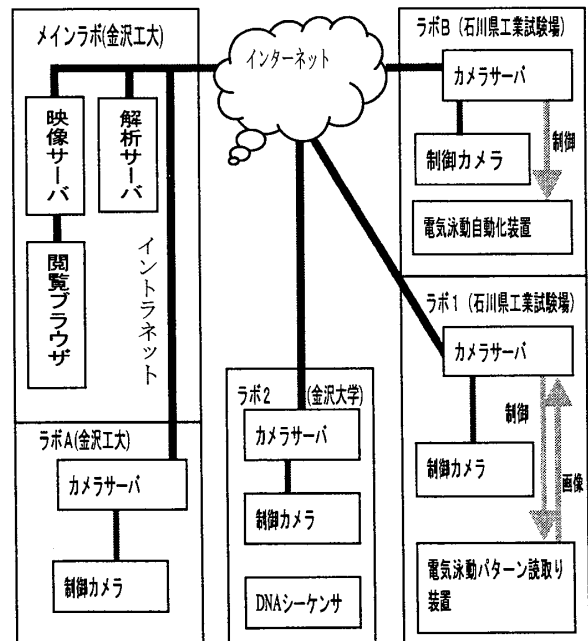 メインラボ(金沢工大)
映像サーバ
解析サーバ
閲覧ブラウザ
イントラネット
インターネット
ラボB (石川県工業試験場)
カメラサーバ
制御
制御カメラ
電気泳動自動化装置
ラボ1 (石川県工業試験場)
カメラサーバ
制御
画像
制御カメラ
電気泳動パターン読取り
装置
ラボ2 (金沢大学)
カメラサーバ
制御カメラ
DNAシーケンサ
ラボA(金沢工大)
カメラサーバ
制御カメラ